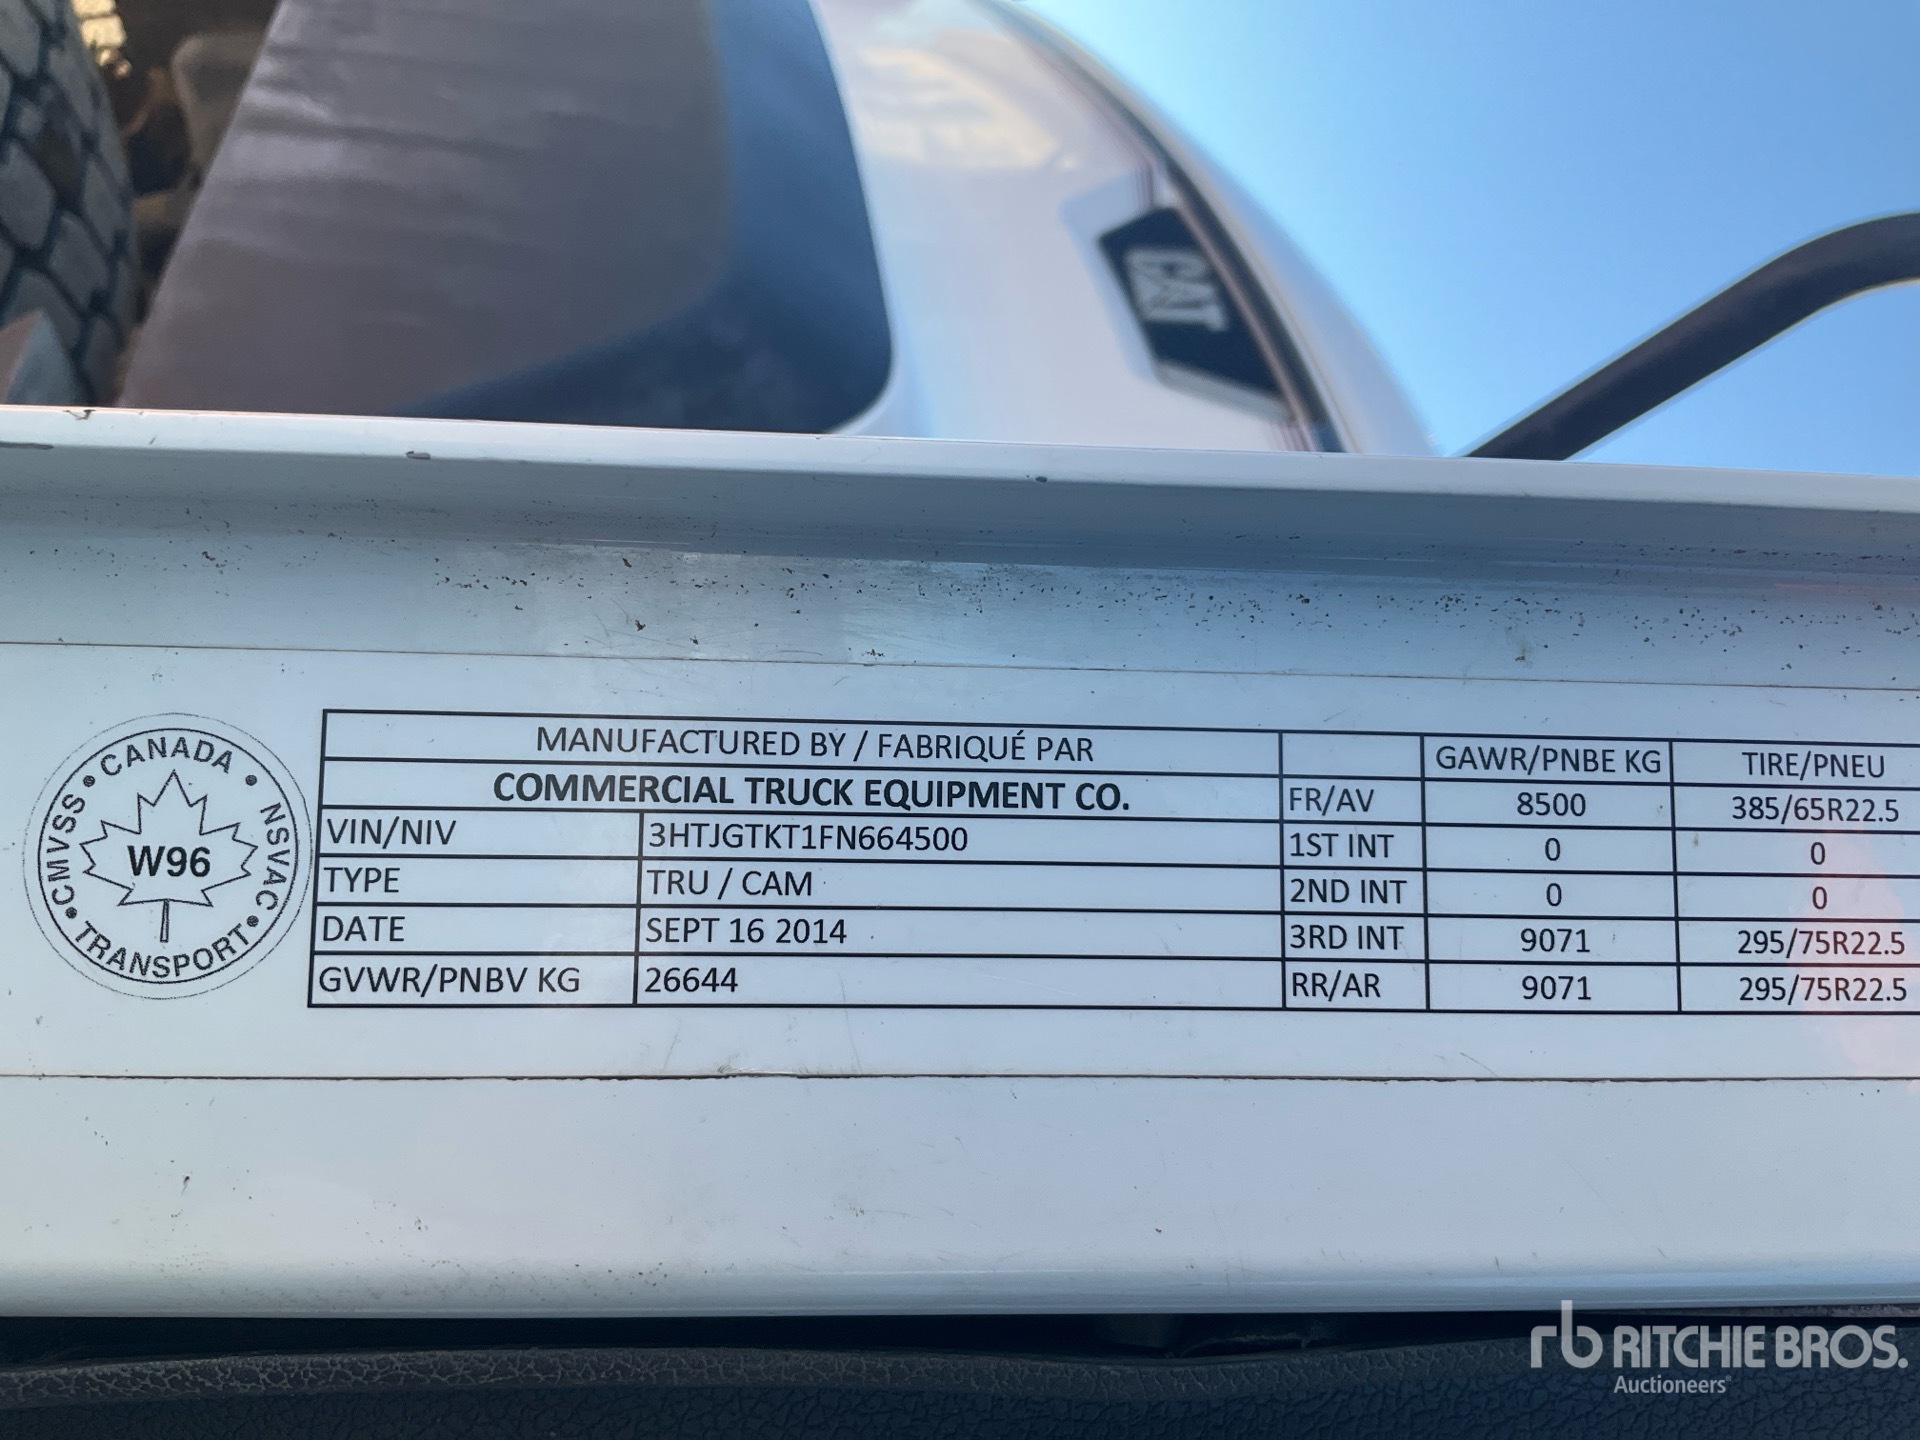 CAT
CANADA • NSVAC • TRANSPORT • CMVSS •
W96
MANUFACTURED BY / FABRIQUÉ PAR
COMMERCIAL TRUCK EQUIPMENT CO.
VIN/NIV 3HTJGTKT1FN664500
TYPE TRU / CAM
DATE SEPT 16 2014
GVWR/PNBV KG 26644
GAWR/PNBE KG TIRE/PNEU
FR/AV 8500 385/65R22.5
1ST INT 0 0
2ND INT 0 0
3RD INT 9071 295/75R22.5
RR/AR 9071 295/75R22.5
rb RITCHIE BROS.
Auctioneers